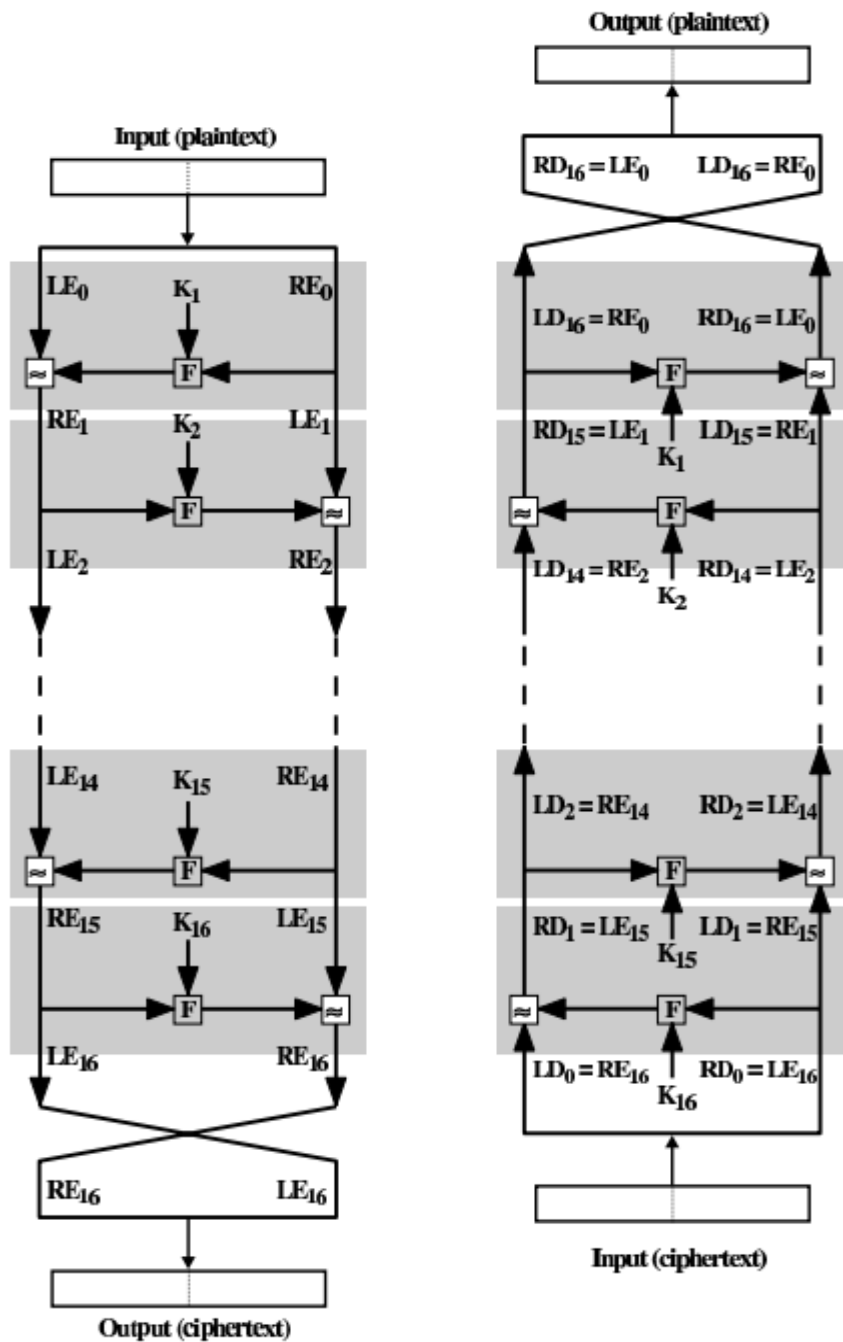 Input (plaintext)
LE₀ K₁ RE₀
≈ F
RE₁ K₂ LE₁
F ≈
LE₂ RE₂
LE₁₄ K₁₅ RE₁₄
≈ F
RE₁₅ K₁₆ LE₁₅
F ≈
LE₁₆ RE₁₆
RE₁₆ LE₁₆
Output (ciphertext)
Output (plaintext)
RD₁₆ = LE₀ LD₁₆ = RE₀
LD₁₆ = RE₀ RD₁₆ = LE₀
F ≈
RD₁₅ = LE₁ LD₁₅ = RE₁
K₁
≈ F
LD₁₄ = RE₂ RD₁₄ = LE₂
K₂
LD₂ = RE₁₄ RD₂ = LE₁₄
F ≈
RD₁ = LE₁₅ LD₁ = RE₁₅
K₁₅
≈ F
LD₀ = RE₁₆ RD₀ = LE₁₆
K₁₆
Input (ciphertext)